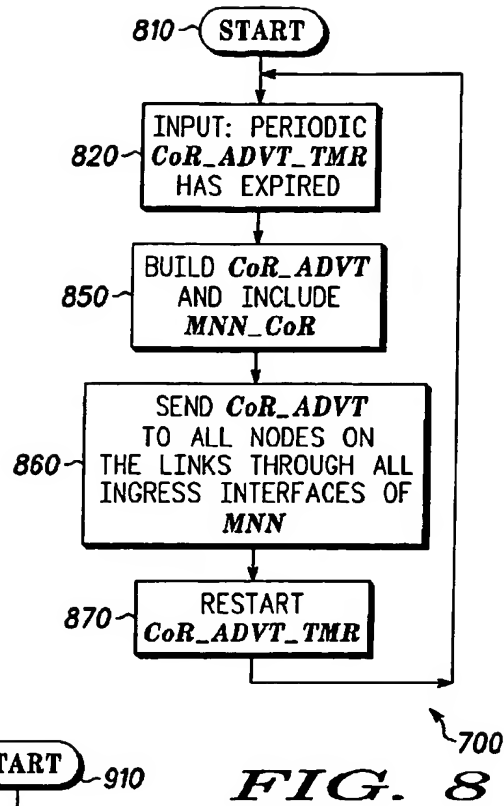 810 START
INPUT: PERIODIC
820 CoR_ADVT_TMR
HAS EXPIRED
BUILD CoR_ADVT
850 AND INCLUDE
MNN_CoR
SEND CoR_ADVT
TO ALL NODES ON
860 THE LINKS THROUGH ALL
INGRESS INTERFACES OF
MNN
RESTART
870 CoR_ADVT_TMR
700
TART 910
FIG. 8